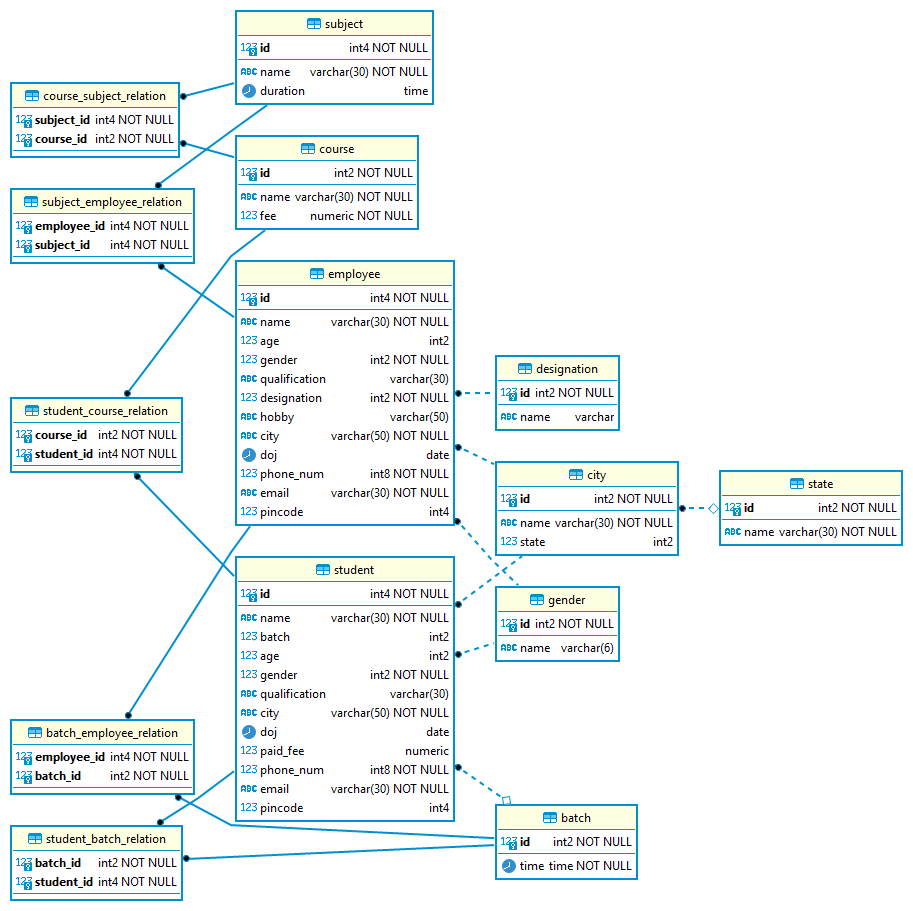 subject
123 id int4 NOT NULL
ABC name varchar(30) NOT NULL
duration time
course_subject_relation
123 subject_id int4 NOT NULL
123 course_id int2 NOT NULL
course
123 id int2 NOT NULL
ABC name varchar(30) NOT NULL
123 fee numeric NOT NULL
subject_employee_relation
123 employee_id int4 NOT NULL
123 subject_id int4 NOT NULL
employee
123 id int4 NOT NULL
ABC name varchar(30) NOT NULL
123 age int2
123 gender int2 NOT NULL
ABC qualification varchar(30)
123 designation int2 NOT NULL
ABC hobby varchar(50)
ABC city varchar(50) NOT NULL
doj date
123 phone_num int8 NOT NULL
ABC email varchar(30) NOT NULL
123 pincode int4
designation
123 id int2 NOT NULL
ABC name varchar
student_course_relation
123 course_id int2 NOT NULL
123 student_id int4 NOT NULL
city
123 id int2 NOT NULL
ABC name varchar(30) NOT NULL
123 state int2
state
123 id int2 NOT NULL
ABC name varchar(30) NOT NULL
student
123 id int4 NOT NULL
ABC name varchar(30) NOT NULL
123 batch int2
123 age int2
123 gender int2 NOT NULL
ABC qualification varchar(30)
ABC city varchar(50) NOT NULL
doj date
123 paid_fee numeric
123 phone_num int8 NOT NULL
ABC email varchar(30) NOT NULL
123 pincode int4
gender
123 id int2 NOT NULL
ABC name varchar(6)
batch_employee_relation
123 employee_id int4 NOT NULL
123 batch_id int2 NOT NULL
student_batch_relation
123 batch_id int2 NOT NULL
123 student_id int4 NOT NULL
batch
123 id int2 NOT NULL
time time NOT NULL